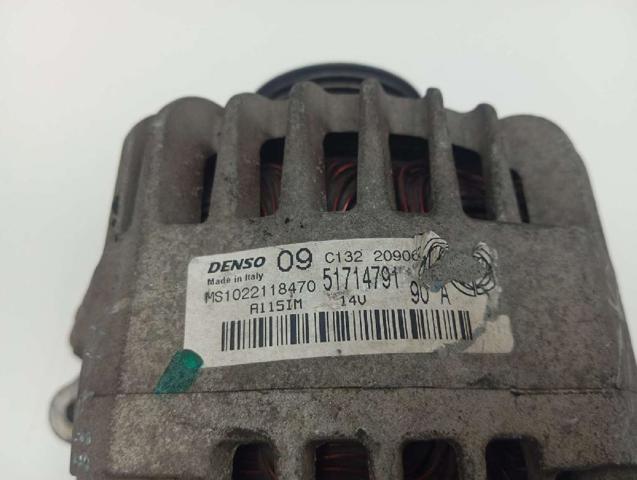 DENSO 09 C132 20906
Made in Italy
MS1022118470 51714791
A115IM 14V 90 A